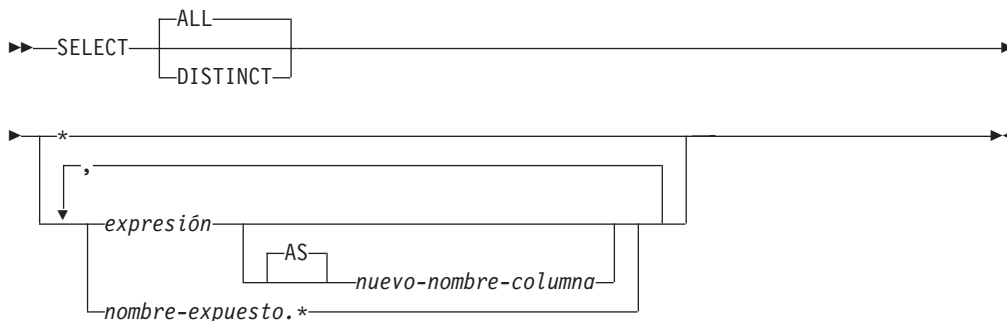 ALL
SELECT
DISTINCT
*
,
expresión
AS
nuevo-nombre-columna
nombre-expuesto.*